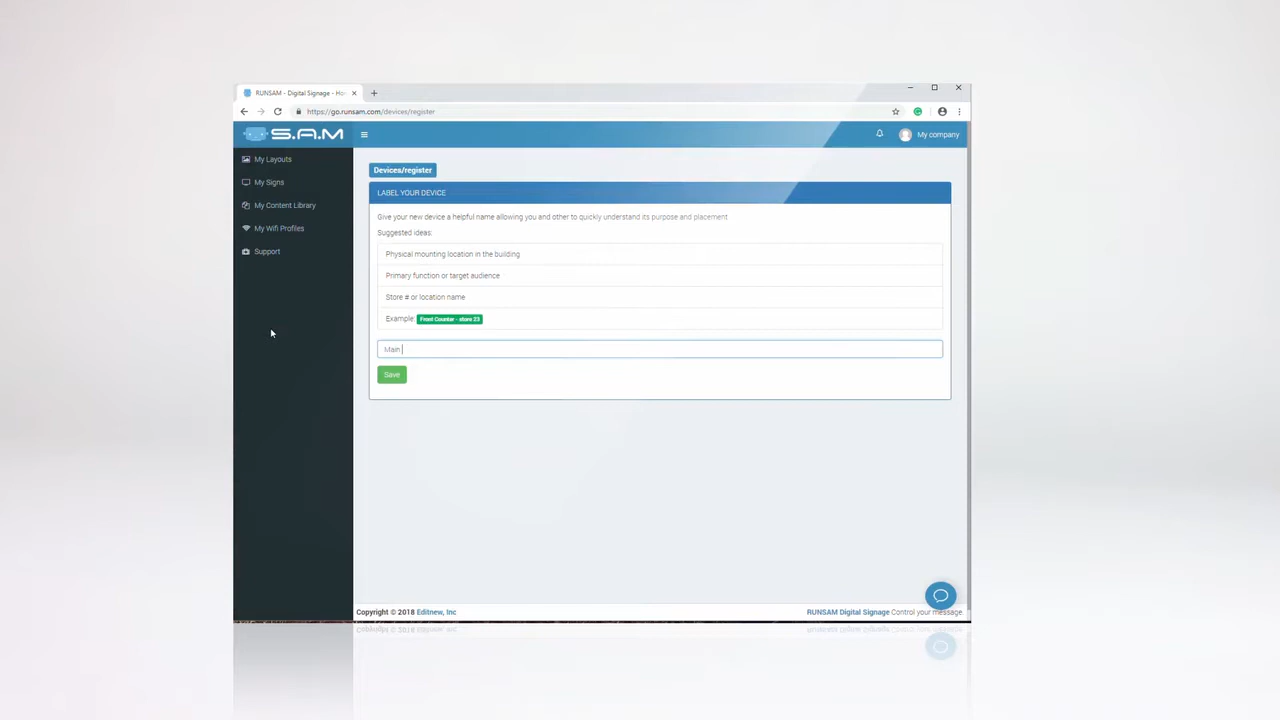 RUNSAM - Digital Signage - Ho
https://go.runsam.com/devices/register
S.A.M
My company
My Layouts
My Signs
My Content Library
My Wifi Profiles
Support
Devices/register
LABEL YOUR DEVICE
Give your new device a helpful name allowing you and other to quickly understand its purpose and placement
Suggested ideas:
Physical mounting location in the building
Primary function or target audience
Store # or location name
Example: Front Counter - store 23
Main
Save
Copyright © 2018 Editnew, Inc
RUNSAM Digital Signage Control your message.